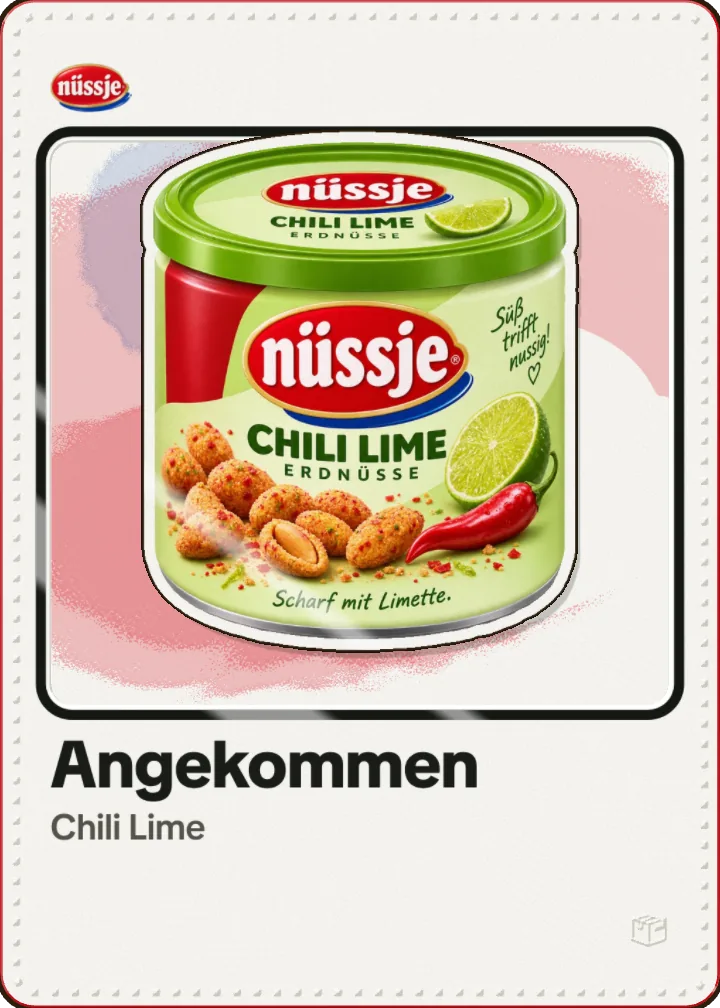 nüssje
nüssje
CHILI LIME
ERDNÜSSE
Süß
trifft
nussig!
nüssje®
CHILI LIME
ERDNÜSSE
Scharf mit Limette.
Angekommen
Chili Lime